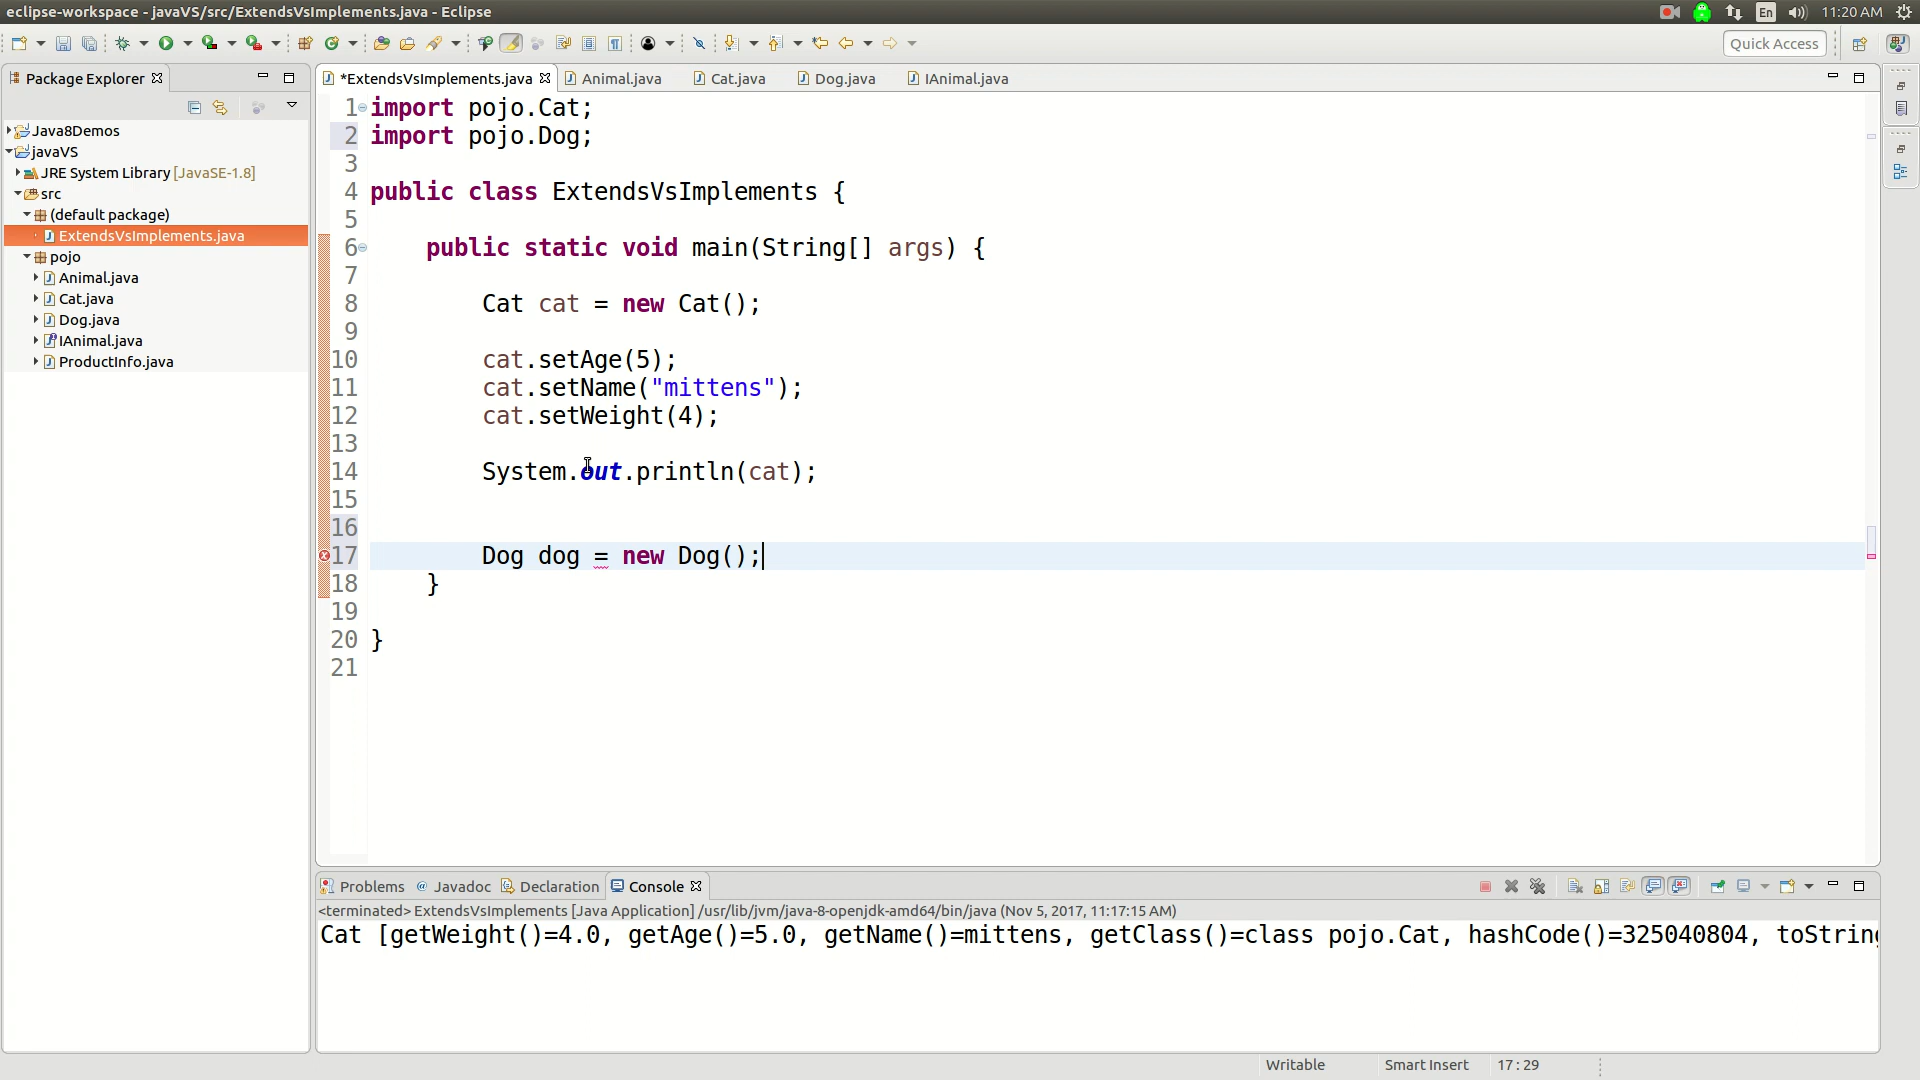 eclipse-workspace - javaVS/src/ExtendsVsImplements.java - Eclipse
En
11:20 AM
Quick Access
Package Explorer
*ExtendsVsImplements.java
Animal.java
Cat.java
Dog.java
IAnimal.java
Java8Demos
javaVS
JRE System Library [JavaSE-1.8]
src
(default package)
ExtendsVsImplements.java
pojo
Animal.java
Cat.java
Dog.java
IAnimal.java
ProductInfo.java
1 import pojo.Cat;
2 import pojo.Dog;
3
4 public class ExtendsVsImplements {
5
6 public static void main(String[] args) {
7
8 Cat cat = new Cat();
9
10 cat.setAge(5);
11 cat.setName("mittens");
12 cat.setWeight(4);
13
14 System.out.println(cat);
15
16
17 Dog dog = new Dog();
18 }
19
20 }
21
Problems @ Javadoc Declaration Console
<terminated> ExtendsVsImplements [Java Application] /usr/lib/jvm/java-8-openjdk-amd64/bin/java (Nov 5, 2017, 11:17:15 AM)
Cat [getWeight()=4.0, getAge()=5.0, getName()=mittens, getClass()=class pojo.Cat, hashCode()=325040804, toString
Writable
Smart Insert
17 : 29